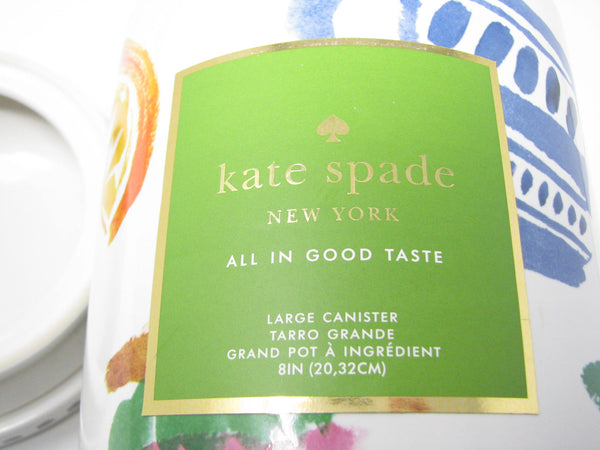 kate spade
NEW YORK
ALL IN GOOD TASTE
LARGE CANISTER
TARRO GRANDE
GRAND POT À INGRÉDIENT
8IN (20,32CM)